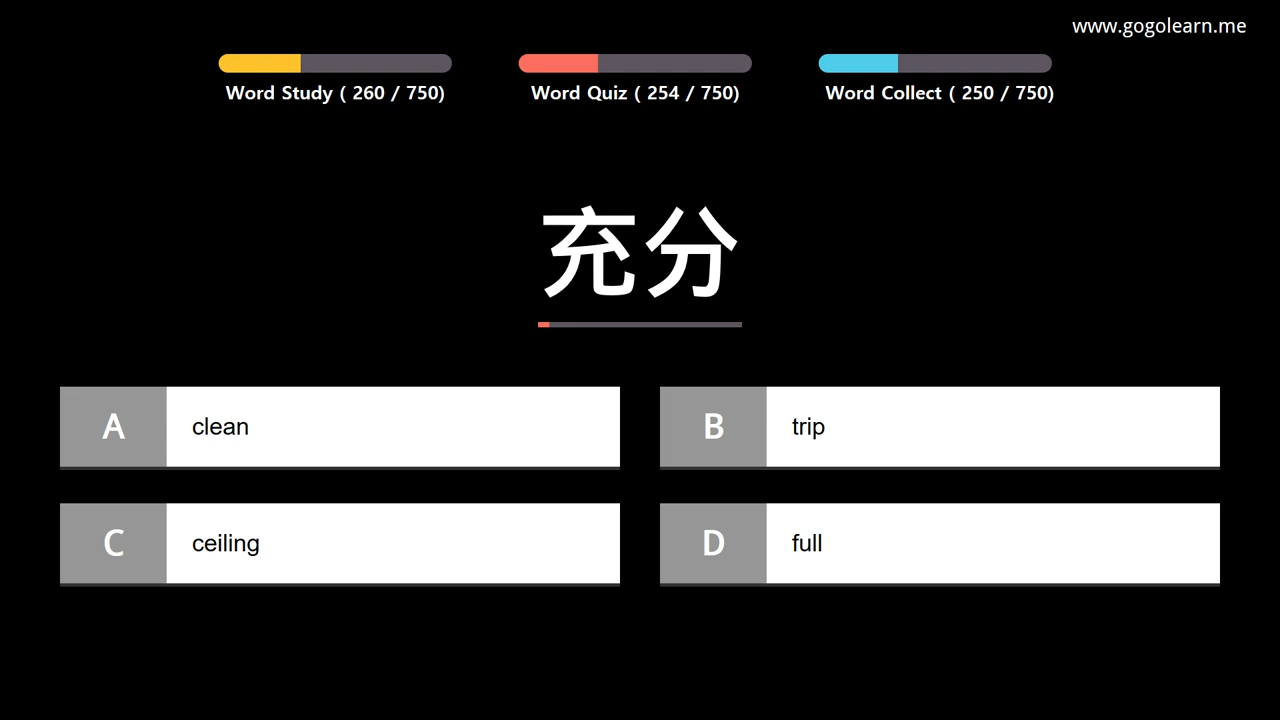 www.gogolearn.me
Word Study ( 260 / 750)
Word Quiz ( 254 / 750)
Word Collect ( 250 / 750)
充分
A clean
B trip
C ceiling
D full